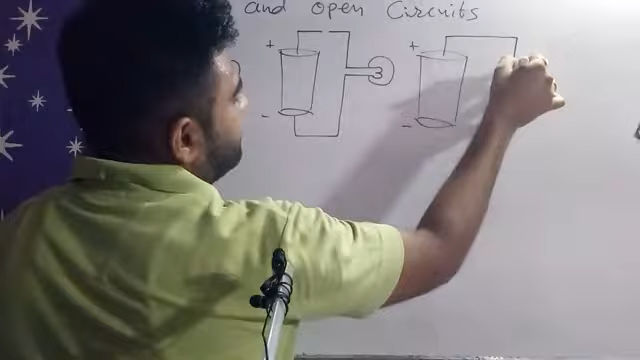 and open Circuits
+ +
- -